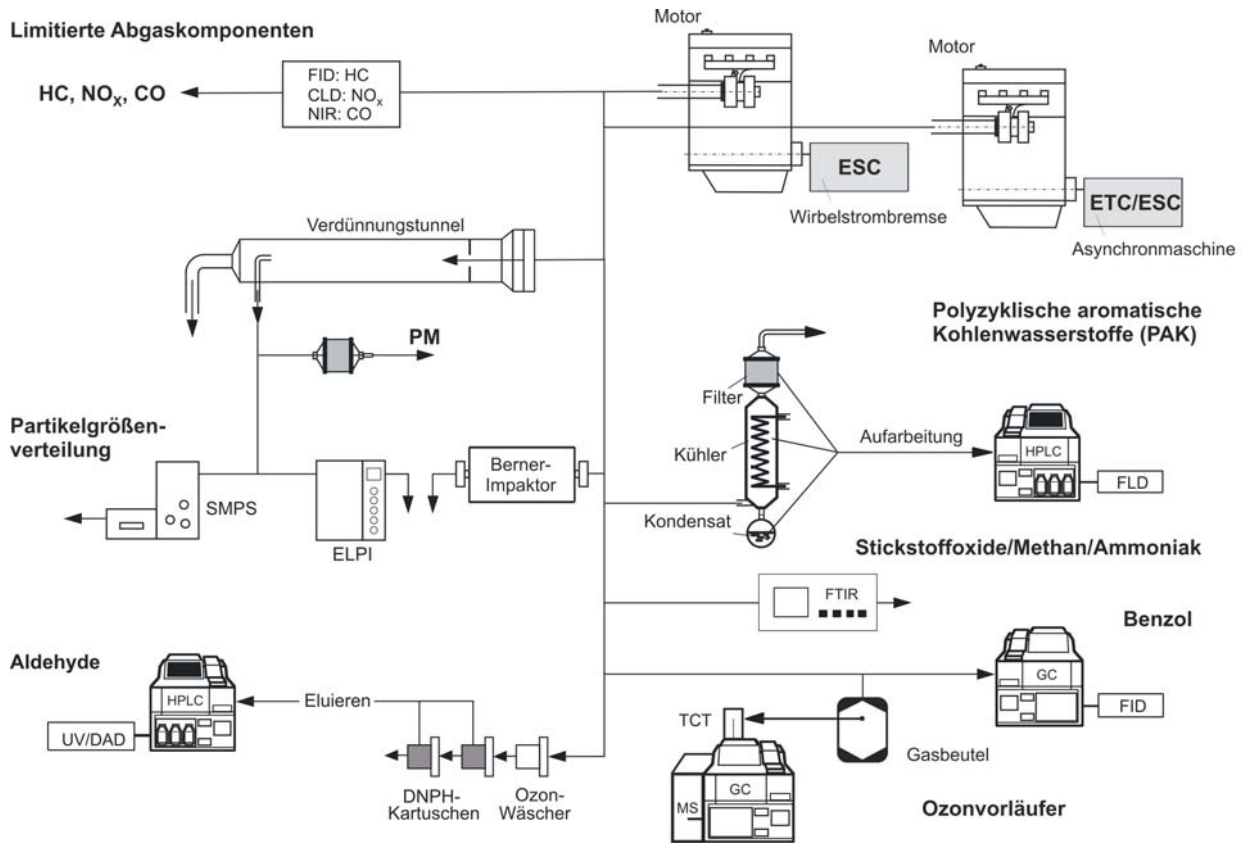 Limitierte Abgaskomponenten
HC, NOX, CO
FID: HC
CLD: NOx
NIR: CO
Motor
ESC
Wirbelstrombremse
Motor
ETC/ESC
Asynchronmaschine
Verdünnungstunnel
PM
Partikelgrößen-
verteilung
SMPS
ELPI
Berner-
Impaktor
Polyzyklische aromatische
Kohlenwasserstoffe (PAK)
Filter
Kühler
Kondensat
Aufarbeitung
HPLC
FLD
Stickstoffoxide/Methan/Ammoniak
FTIR
Benzol
GC
FID
Aldehyde
HPLC
UV/DAD
Eluieren
DNPH-
Kartuschen
Ozon-
Wäscher
TCT
MS
GC
Gasbeutel
Ozonvorläufer